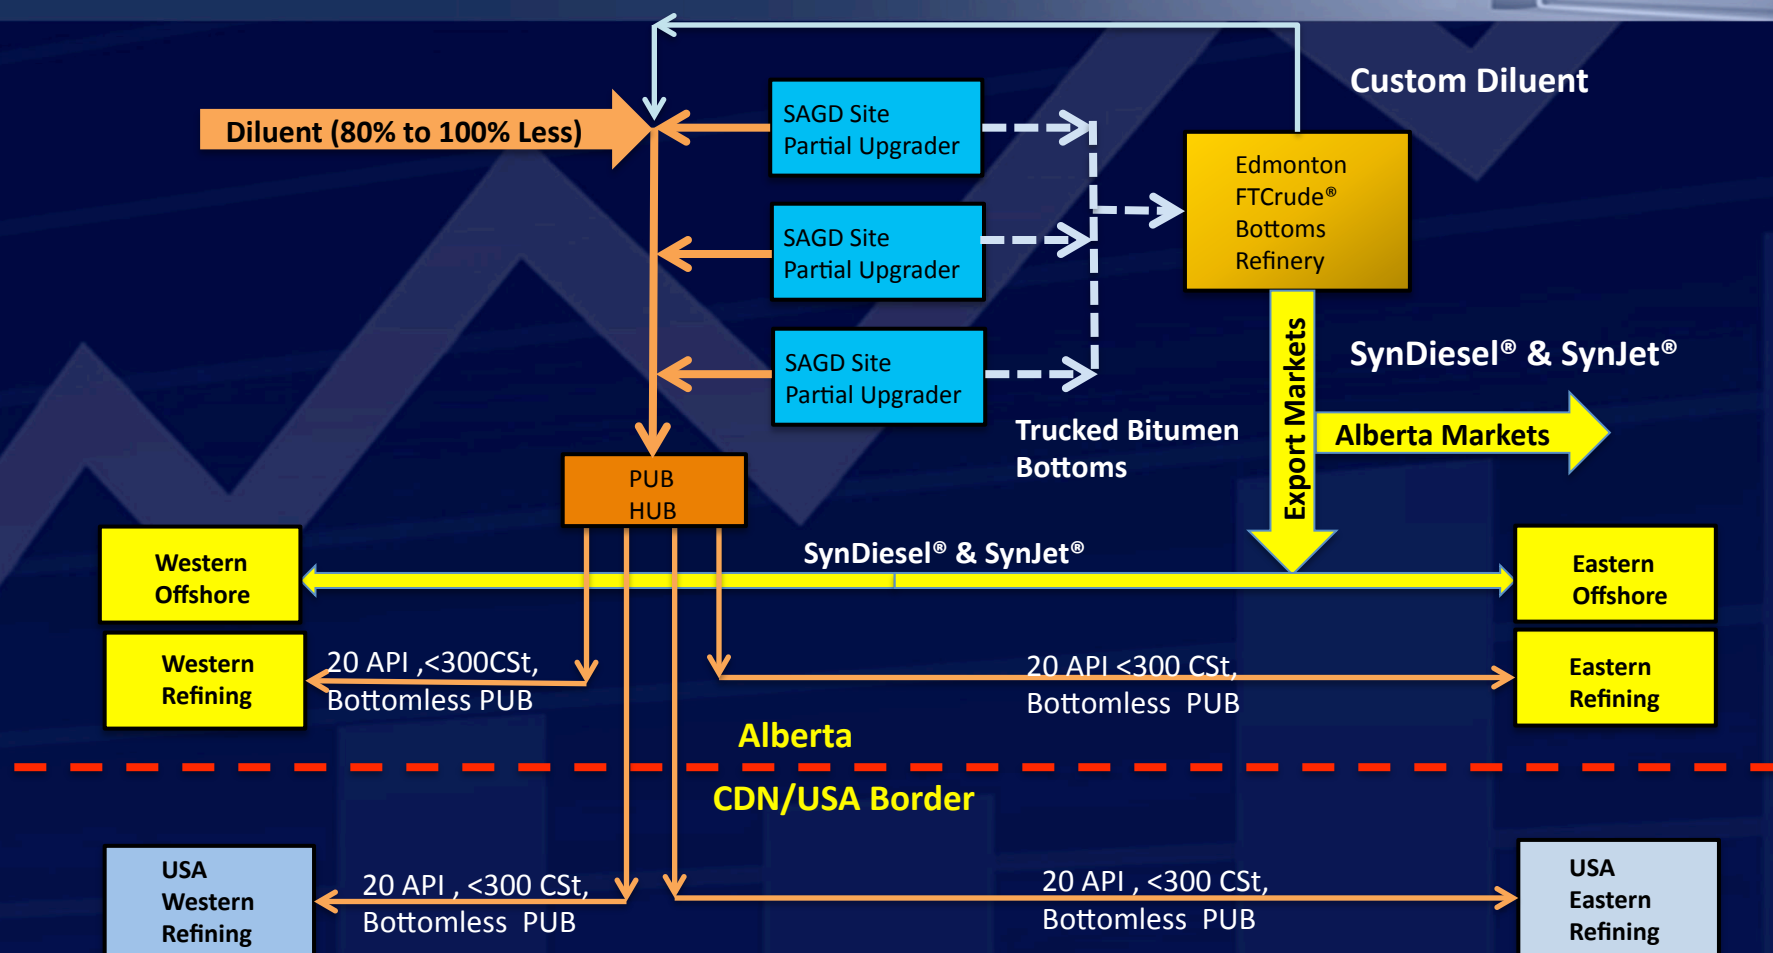 Custom Diluent
Diluent (80% to 100% Less)
SAGD Site
Partial Upgrader
Edmonton
FTCrude®
Bottoms
Refinery
SAGD Site
Partial Upgrader
SAGD Site
Partial Upgrader
Export Markets
SynDiesel® & SynJet®
Alberta Markets
Trucked Bitumen
Bottoms
PUB
HUB
Western
Offshore
SynDiesel® & SynJet®
Eastern
Offshore
Western
Refining
20 API ,<300CSt,
Bottomless PUB
20 API <300 CSt,
Bottomless PUB
Eastern
Refining
Alberta
CDN/USA Border
USA
Western
Refining
20 API , <300 CSt,
Bottomless PUB
20 API , <300 CSt,
Bottomless PUB
USA
Eastern
Refining